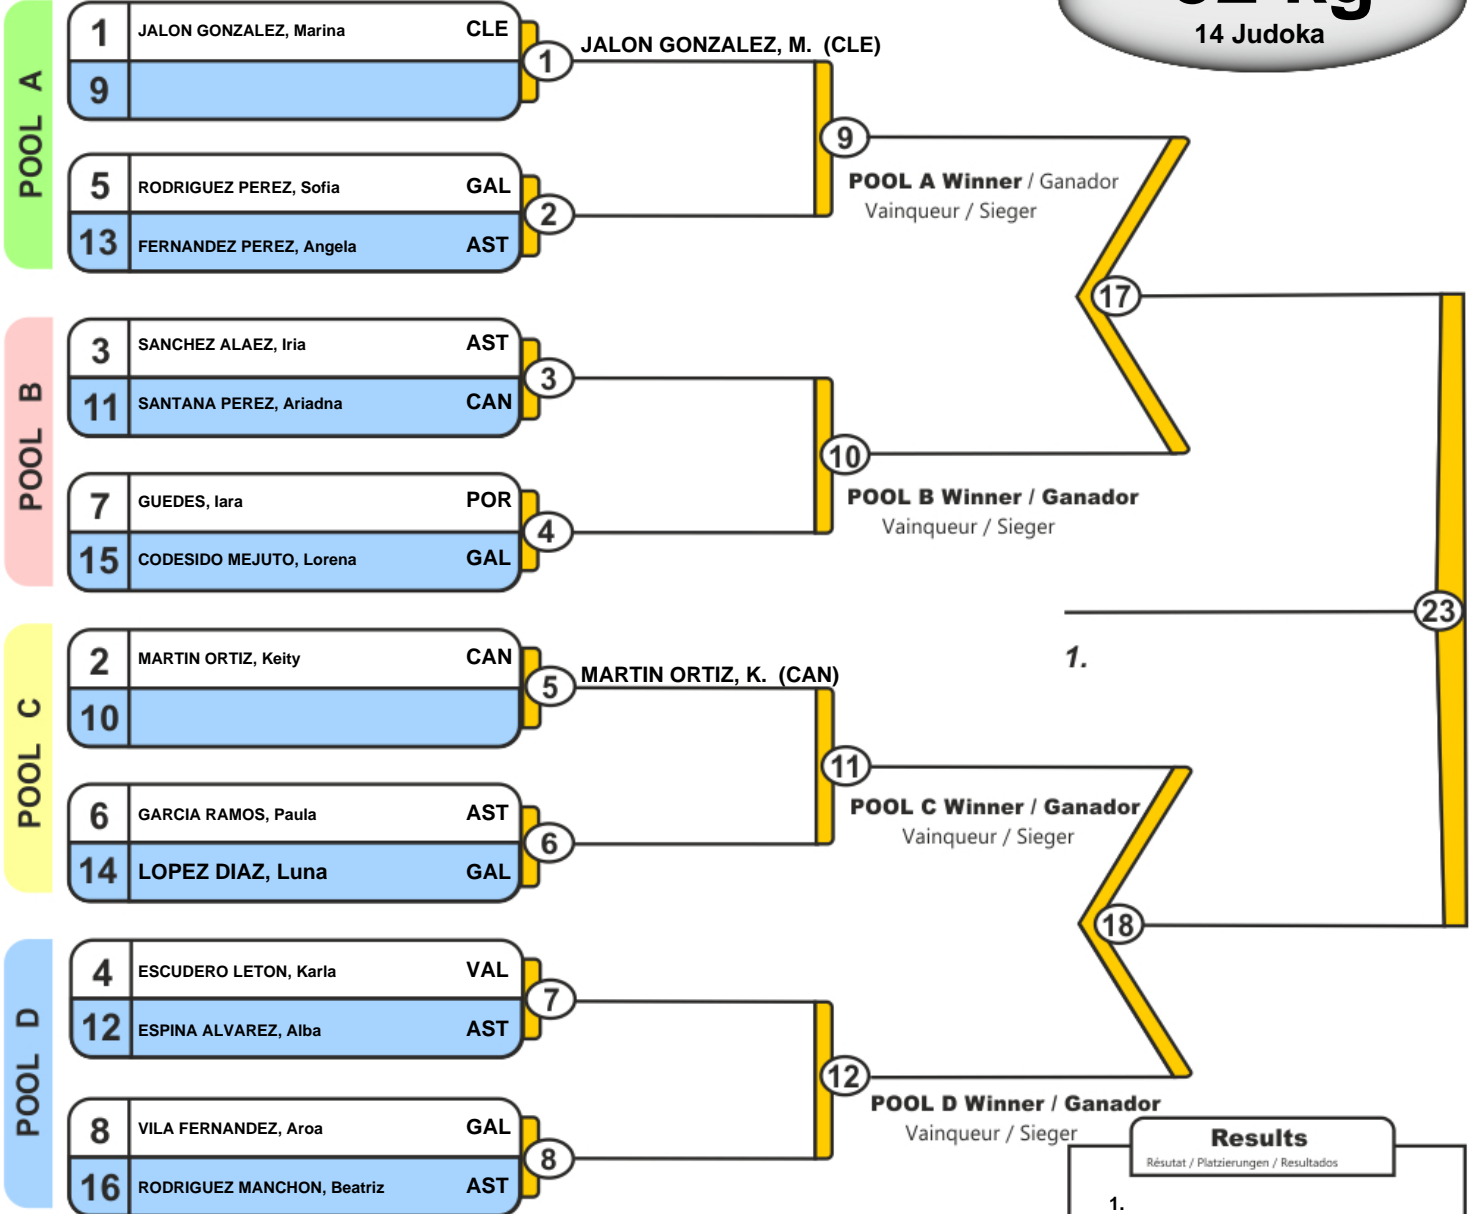 kg
14 Judoka
POOL A
1 JALON GONZALEZ, Marina CLE
9
1
JALON GONZALEZ, M. (CLE)
5 RODRIGUEZ PEREZ, Sofia GAL
13 FERNANDEZ PEREZ, Angela AST
2
9
POOL A Winner / Ganador
Vainqueur / Sieger
17
POOL B
3 SANCHEZ ALAEZ, Iria AST
11 SANTANA PEREZ, Ariadna CAN
3
7 GUEDES, Iara POR
15 CODESIDO MEJUTO, Lorena GAL
4
10
POOL B Winner / Ganador
Vainqueur / Sieger
23
1.
POOL C
2 MARTIN ORTIZ, Keity CAN
10
5
MARTIN ORTIZ, K. (CAN)
6 GARCIA RAMOS, Paula AST
14 LOPEZ DIAZ, Luna GAL
6
11
POOL C Winner / Ganador
Vainqueur / Sieger
18
POOL D
4 ESCUDERO LETON, Karla VAL
12 ESPINA ALVAREZ, Alba AST
7
8 VILA FERNANDEZ, Aroa GAL
16 RODRIGUEZ MANCHON, Beatriz AST
8
12
POOL D Winner / Ganador
Vainqueur / Sieger
Results
Résutat / Platzierungen / Resultados
1.